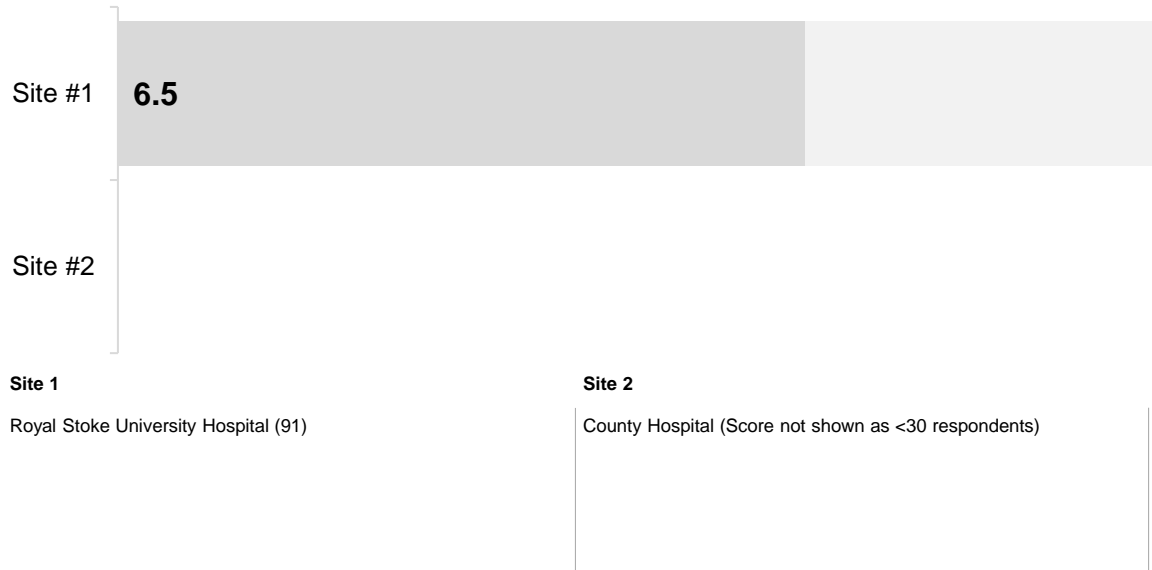 Site #1
6.5
Site #2
Site 1
Site 2
Royal Stoke University Hospital (91)
County Hospital (Score not shown as <30 respondents)